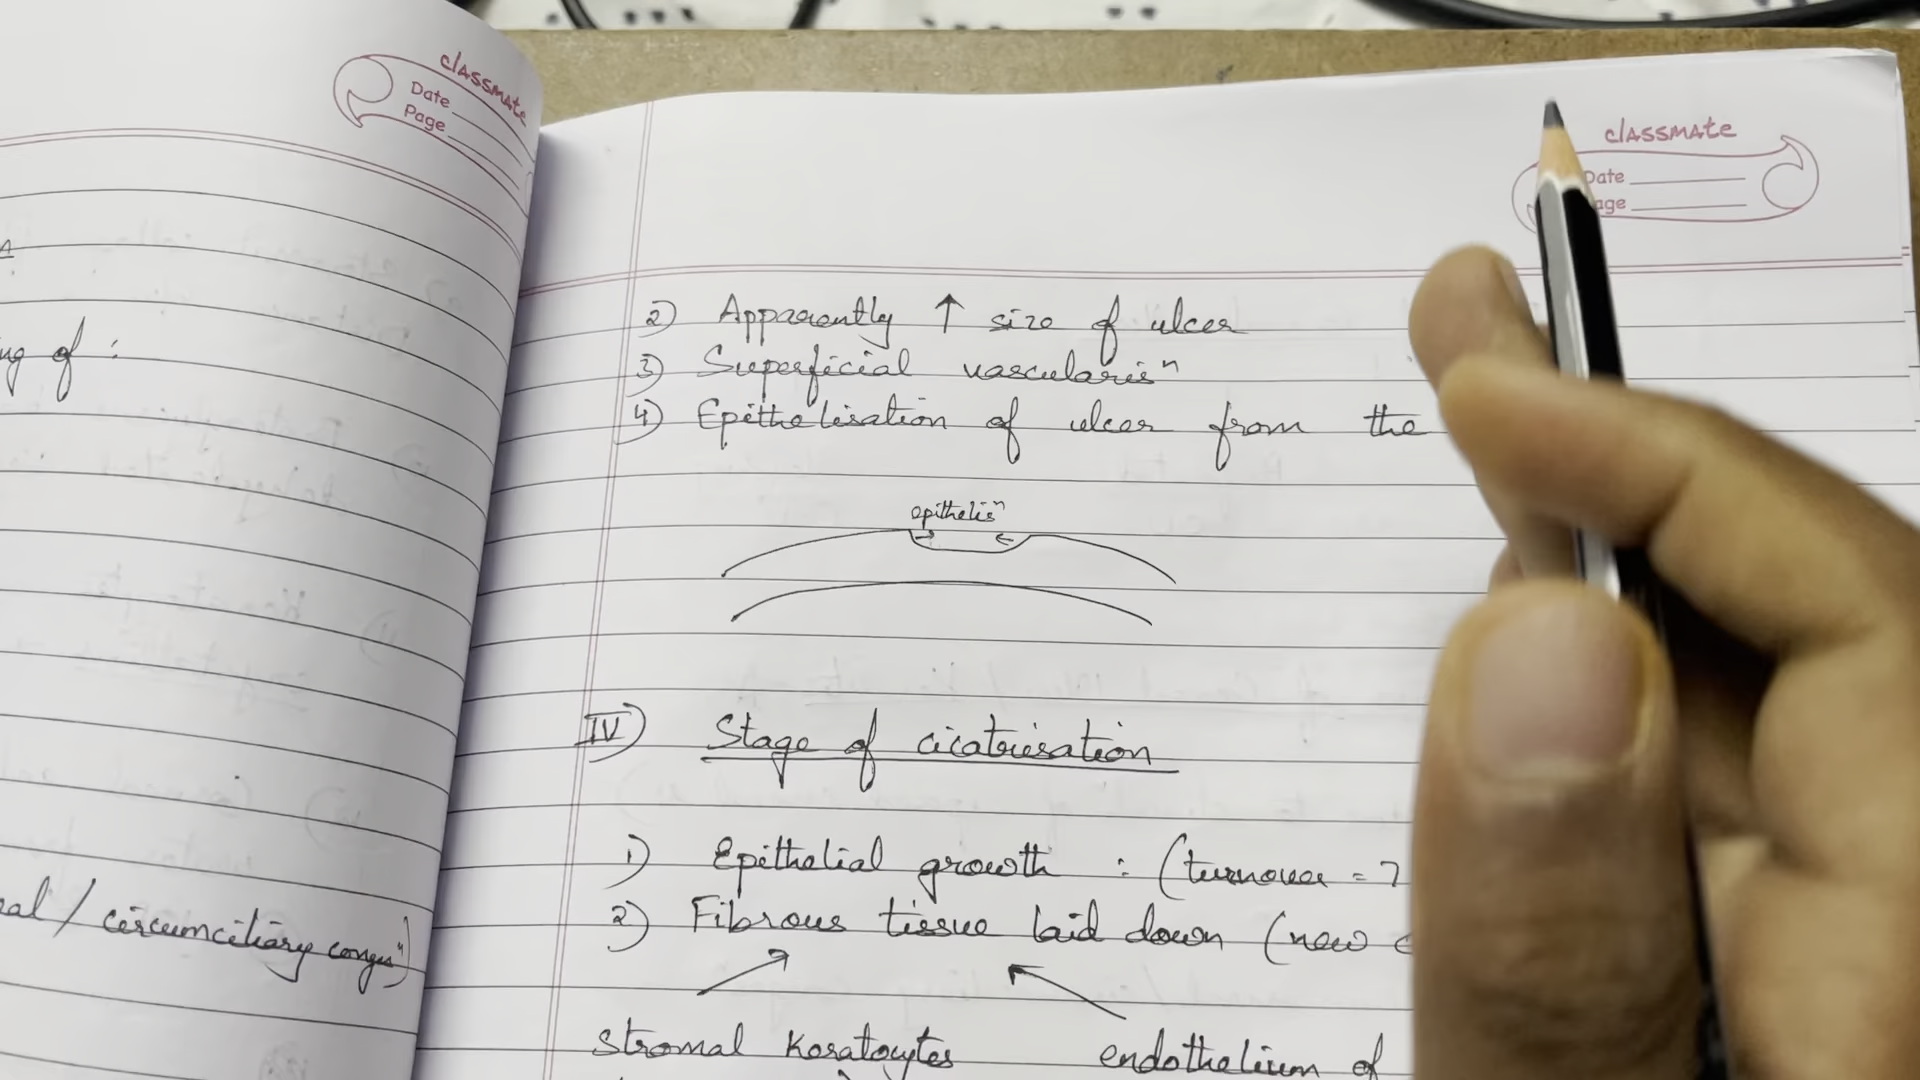 classmate
Date
Page
ng of :
al / circumciliary congesⁿ)
classmate
Date
age
2) Apparently ↑ size of ulcer
3) Superficial vascularisⁿ
4) Epithelisation of ulcer from the
epithelisⁿ
IV) Stage of cicatrisation
1) Epithelial growth : (turnover = 7
2) Fibrous tissue laid down (new c
stromal keratocytes endothelium of